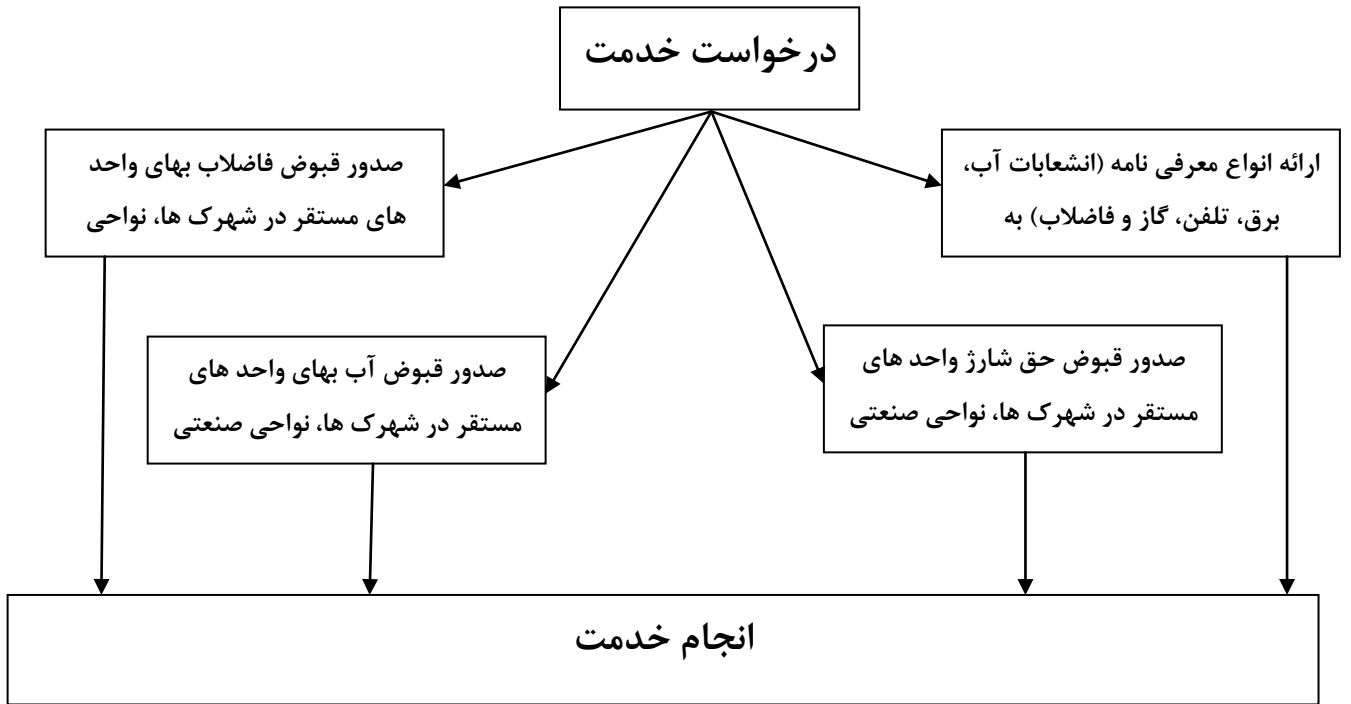 درخواست خدمت
ارائه انواع معرفی نامه (انشعابات آب،
برق، تلفن، گاز و فاضلاب) به
صدور قبوض فاضلاب بهای واحد
های مستقر در شهرک ها، نواحی
صدور قبوض حق شارژ واحد های
مستقر در شهرک ها، نواحی صنعتی
صدور قبوض آب بهای واحد های
مستقر در شهرک ها، نواحی صنعتی
انجام خدمت